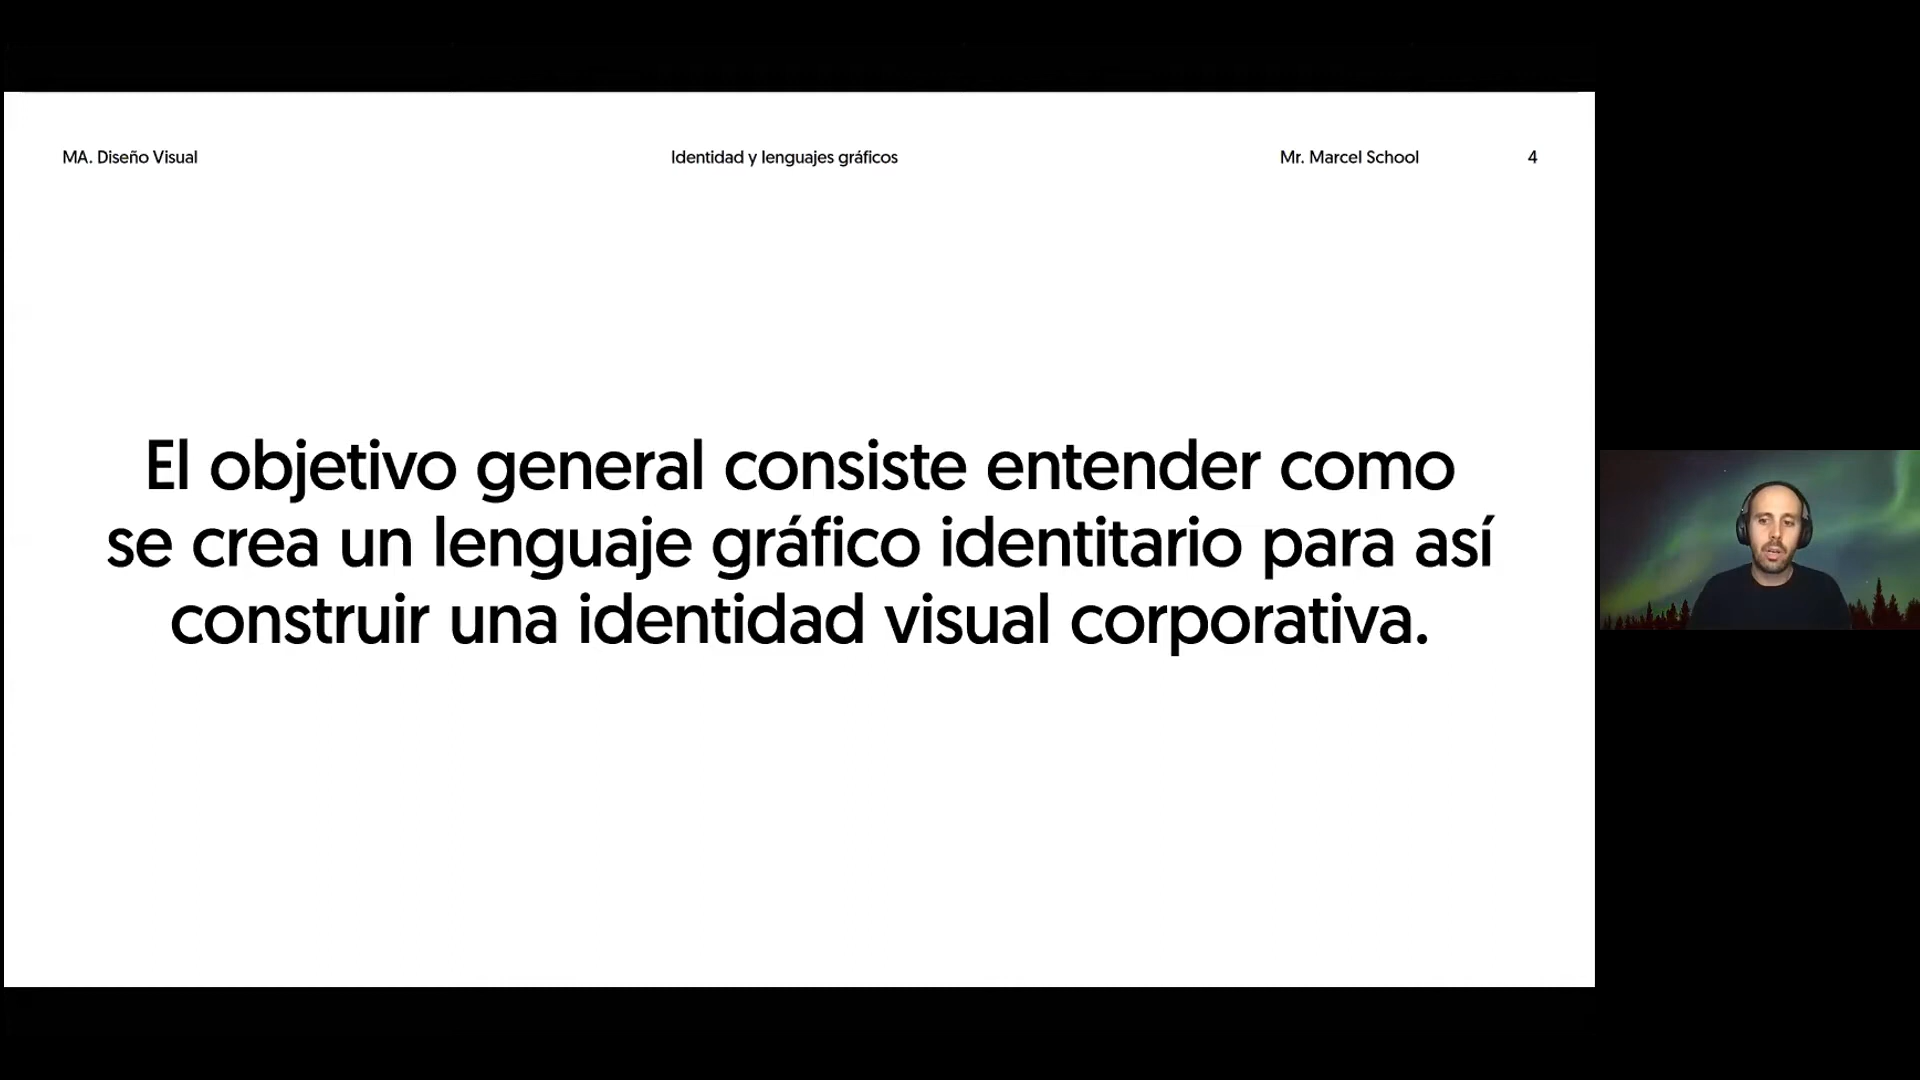 MA. Diseño Visual
Identidad y lenguajes gráficos
Mr. Marcel School
4
El objetivo general consiste entender como
se crea un lenguaje gráfico identitario para así
construir una identidad visual corporativa.